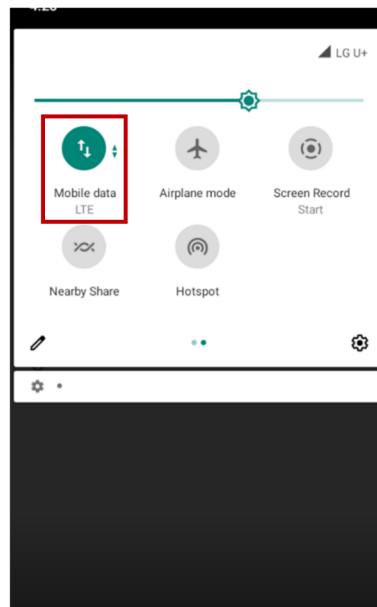 LG U+
Mobile data
LTE
Airplane mode
Screen Record
Start
Nearby Share
Hotspot